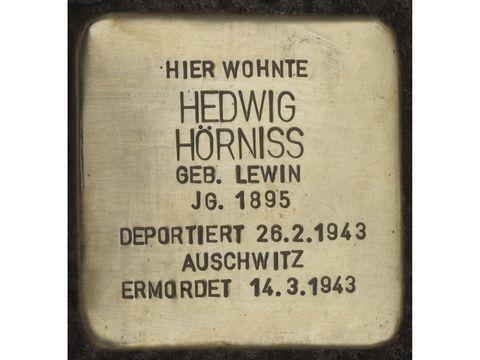 HIER WOHNTE
HEDWIG
HÖRNISS
GEB. LEWIN
JG. 1895
DEPORTIERT 26.2.1943
AUSCHWITZ
ERMORDET 14.3.1943